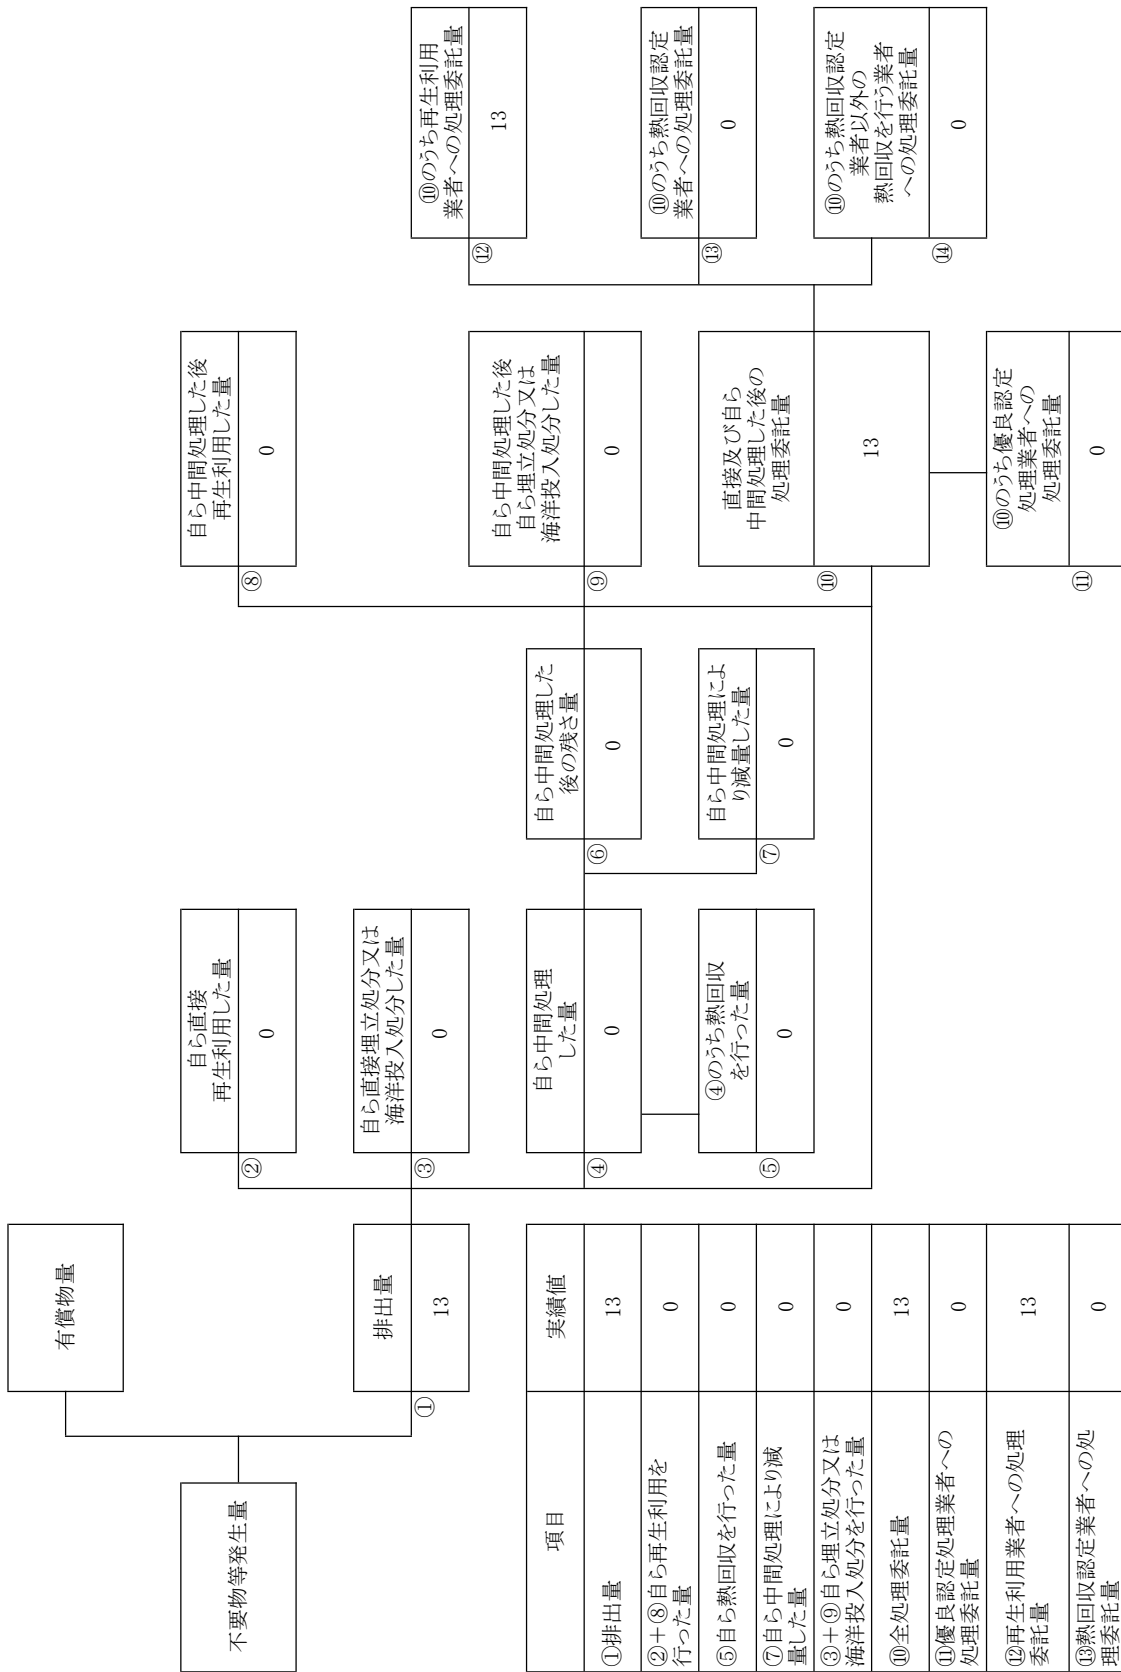 不要物等発生量
有償物量
①
排出量
13
②
自ら直接
再生利用した量
0
③
自ら直接埋立処分又は
海洋投入処分した量
0
④
自ら中間処理
した量
0
⑤
④のうち熱回収
を行った量
0
⑥
自ら中間処理した
後の残さ量
0
⑦
自ら中間処理によ
り減量した量
0
⑧
自ら中間処理した後
再生利用した量
0
⑨
自ら中間処理した後
自ら埋立処分又は
海洋投入処分した量
0
⑩
直接及び自ら
中間処理した後の
処理委託量
13
⑪
⑩のうち優良認定
処理業者への
処理委託量
0
⑫
⑩のうち再生利用
業者への処理委託量
13
⑬
⑩のうち熱回収認定
業者への処理委託量
0
⑭
⑩のうち熱回収認定
業者以外の
熱回収を行う業者
への処理委託量
0
項目
実績値
①排出量
13
②+⑧自ら再生利用を
行った量
0
⑤自ら熱回収を行った量
0
⑦自ら中間処理により減
量した量
0
③+⑨自ら埋立処分又は
海洋投入処分を行った量
0
⑩全処理委託量
13
⑪優良認定処理業者への
処理委託量
0
⑫再生利用業者への処理
委託量
13
⑬熱回収認定業者への処
理委託量
0